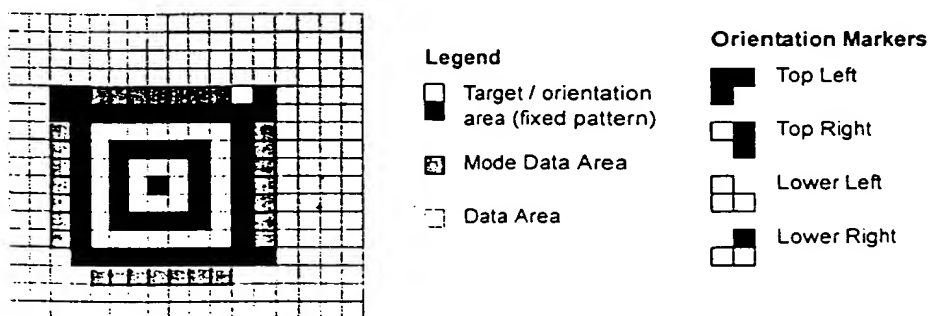 Legend
Target / orientation
area (fixed pattern)
Mode Data Area
Data Area
Orientation Markers
Top Left
Top Right
Lower Left
Lower Right